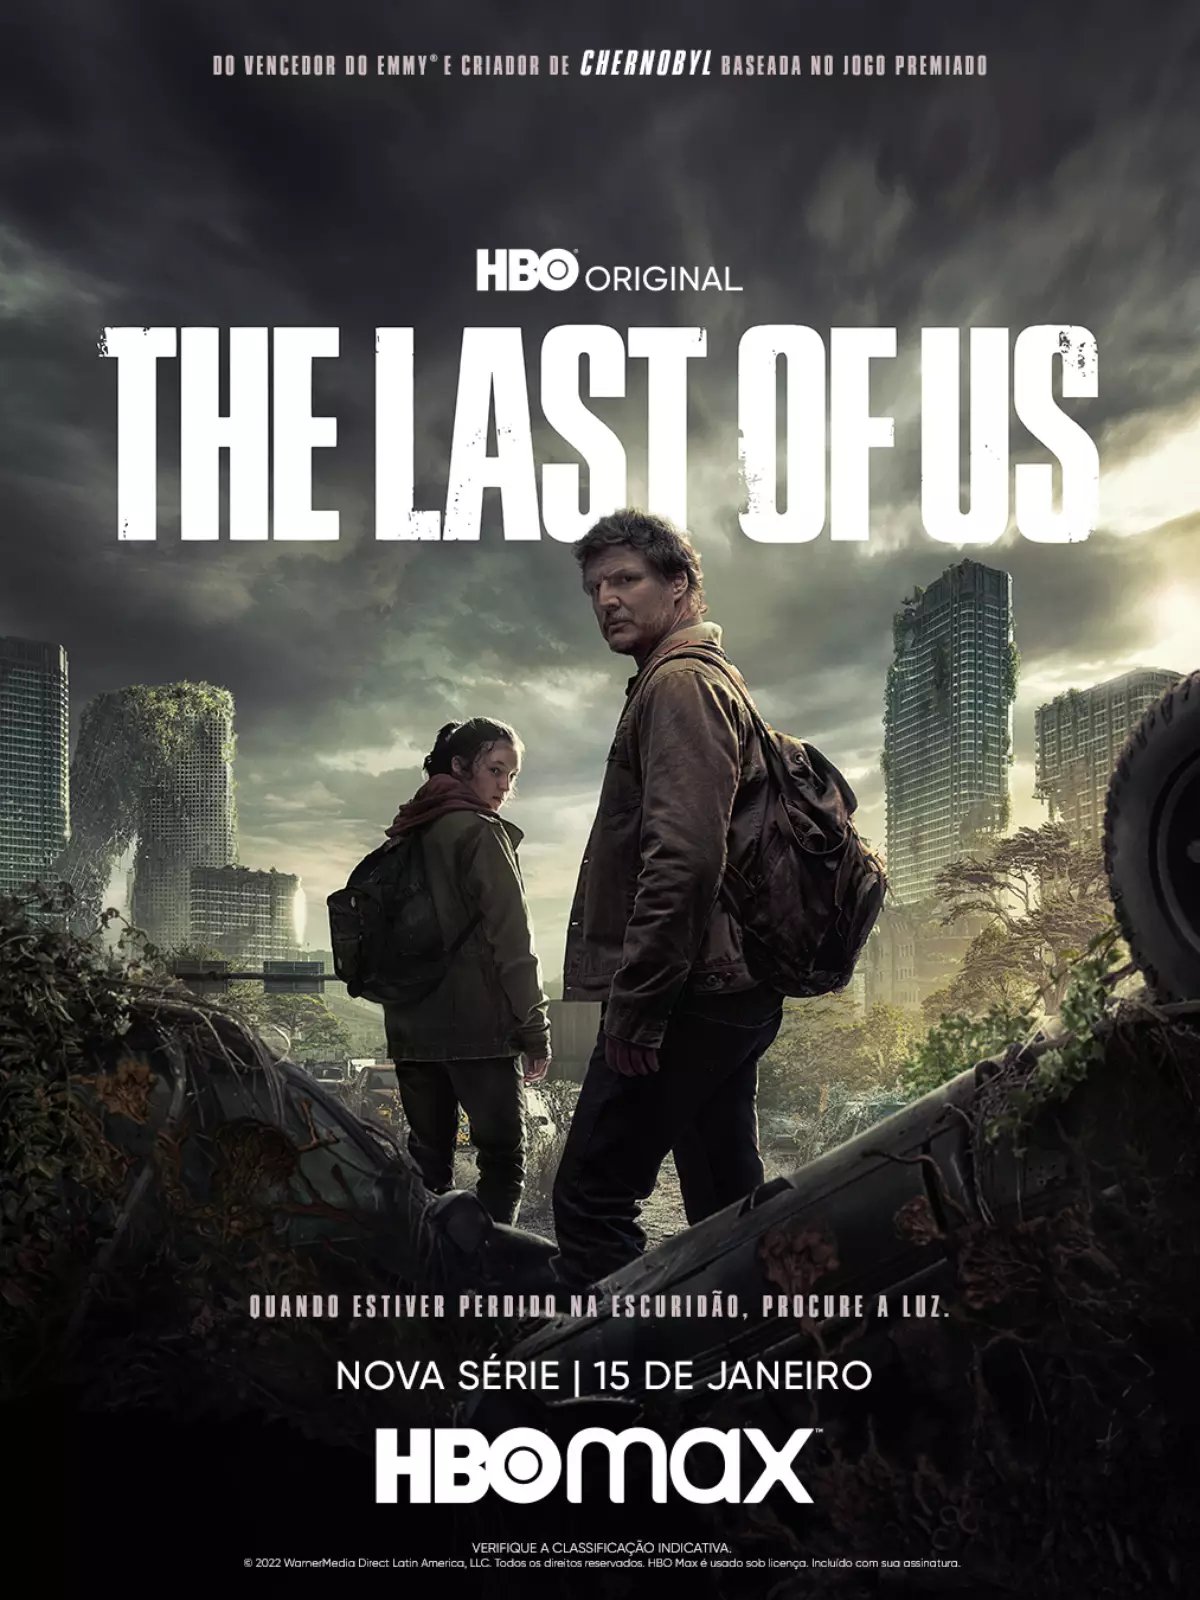 DO VENCEDOR DO EMMY® E CRIADOR DE CHERNOBYL BASEADA NO JOGO PREMIADO
HBO® ORIGINAL
THE LAST OF US
QUANDO ESTIVER PERDIDO NA ESCURIDÃO, PROCURE A LUZ.
NOVA SÉRIE | 15 DE JANEIRO
HBOmax™
VERIFIQUE A CLASSIFICAÇÃO INDICATIVA.
© 2022 WarnerMedia Direct Latin America, LLC. Todos os direitos reservados. HBO Max é usado sob licença. Incluído com sua assinatura.